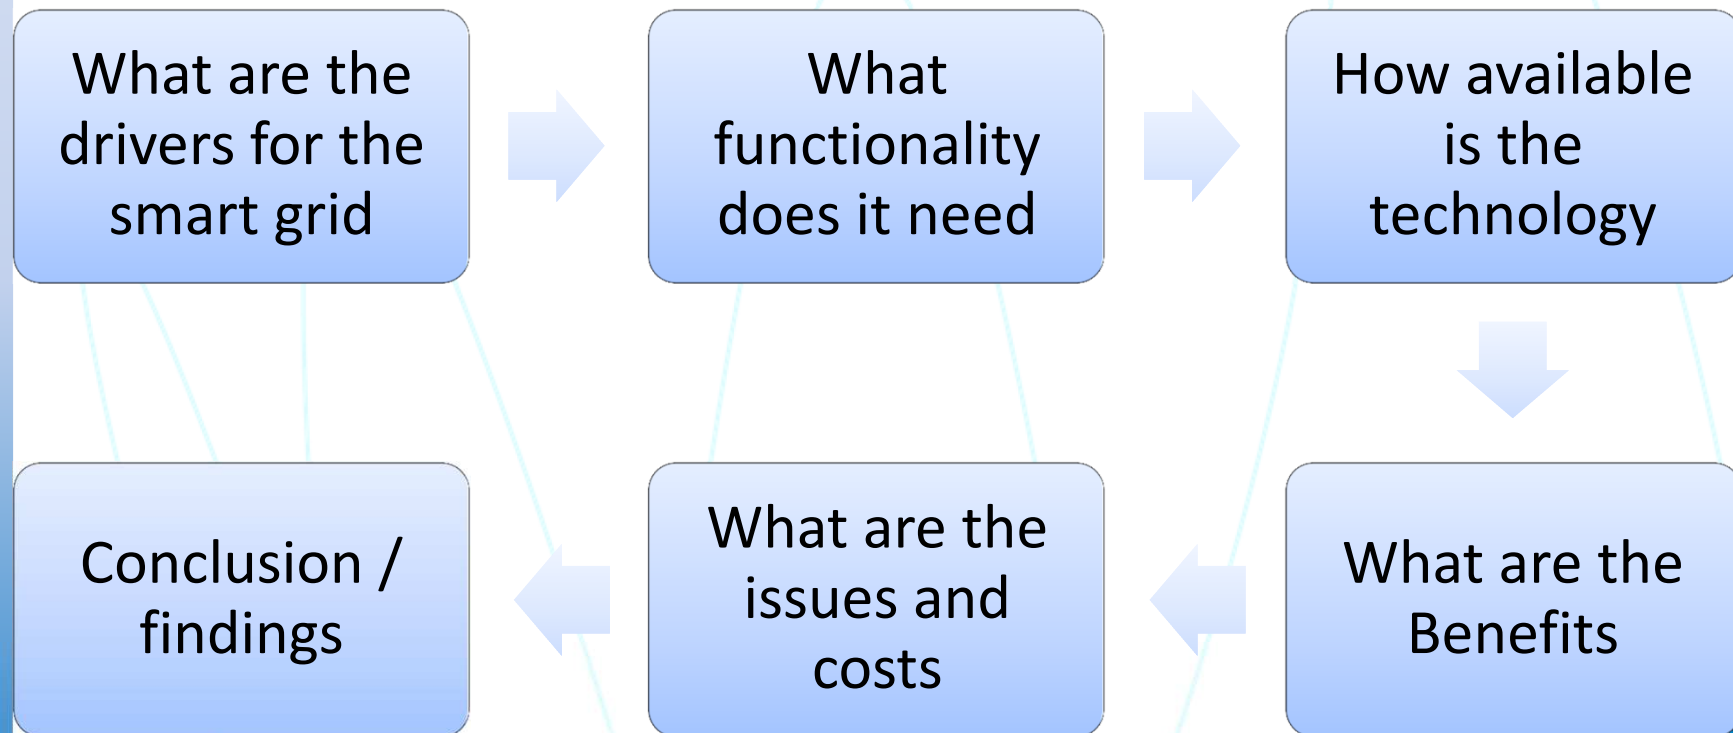 What are the
drivers for the
smart grid
What
functionality
does it need
How available
is the
technology
What are the
Benefits
What are the
issues and
costs
Conclusion /
findings